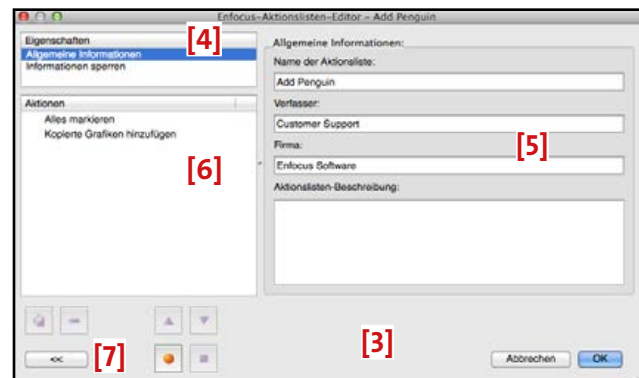 Enfocus-Aktionslisten-Editor - Add Penguin
Eigenschaften
[4]
Allgemeine Informationen
Informationen sperren
Aktionen
Alles markieren
Kopierte Grafiken hinzufügen
[6]
Allgemeine Informationen:
Name der Aktionsliste:
Add Penguin
Verfasser:
Customer Support
[5]
Firma:
Enfocus Software
Aktionslisten-Beschreibung:
<<
[7]
[3]
Abbrechen
OK